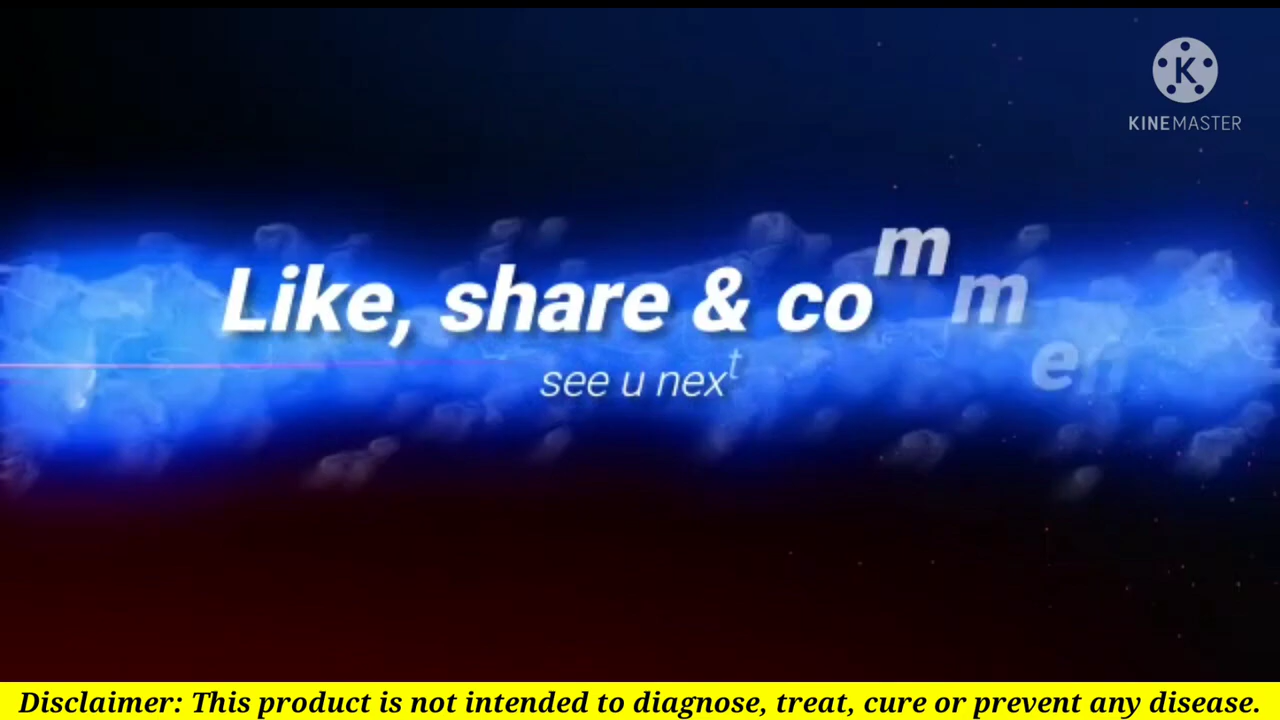 KINEMASTER
Like, share & commen
see u next
Disclaimer: This product is not intended to diagnose, treat, cure or prevent any disease.